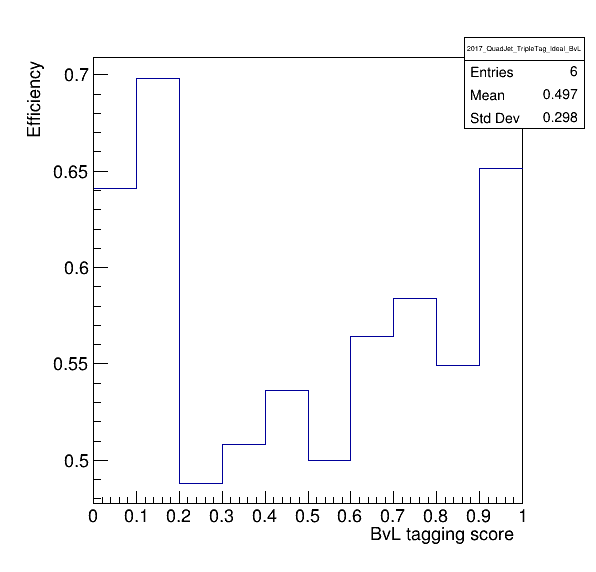 2017_QuadJet_TripleTag_Ideal_BvL
Entries 6
Mean 0.497
Std Dev 0.298
Efficiency
0.7
0.65
0.6
0.55
0.5
0 0.1 0.2 0.3 0.4 0.5 0.6 0.7 0.8 0.9 1
BvL tagging score